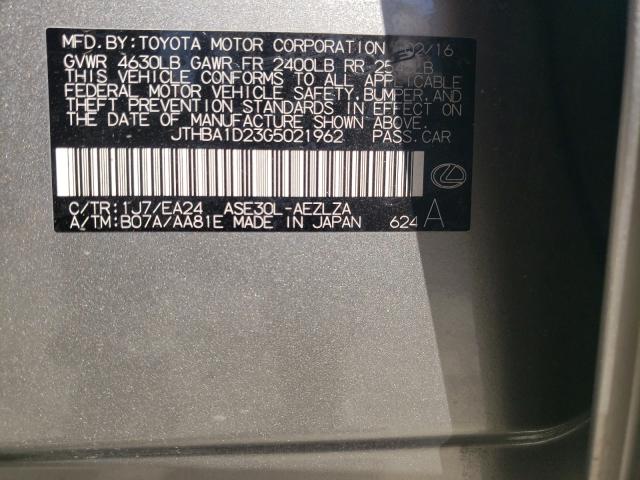 MFD. BY: TOYOTA MOTOR CORPORATION 02/16
GVWR 4630LB GAWR FR 2400LB RR
THIS VEHICLE CONFORMS TO ALL APPLICABLE
FEDERAL MOTOR VEHICLE SAFETY, BUMPER, AND
THEFT PREVENTION STANDARDS IN EFFECT ON
THE DATE OF MANUFACTURE SHOWN ABOVE.
JTHBA1D23G5021962 PASS. CAR
C/TR: 1J7/EA24 ASE30L-AEZLZA
A/TM: B07A/AA81E MADE IN JAPAN 624 A